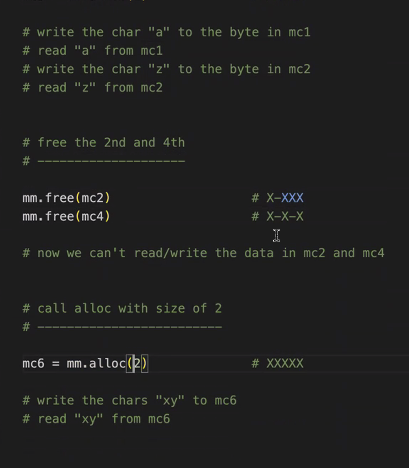 # write the char "a" to the byte in mc1
# read "a" from mc1
# write the char "z" to the byte in mc2
# read "z" from mc2
# free the 2nd and 4th
# --------------------
mm.free(mc2) # X-XXX
mm.free(mc4) # X-X-X
# now we can't read/write the data in mc2 and mc4
# call alloc with size of 2
# -------------------------
mc6 = mm.alloc(2) # XXXXX
# write the chars "xy" to mc6
# read "xy" from mc6